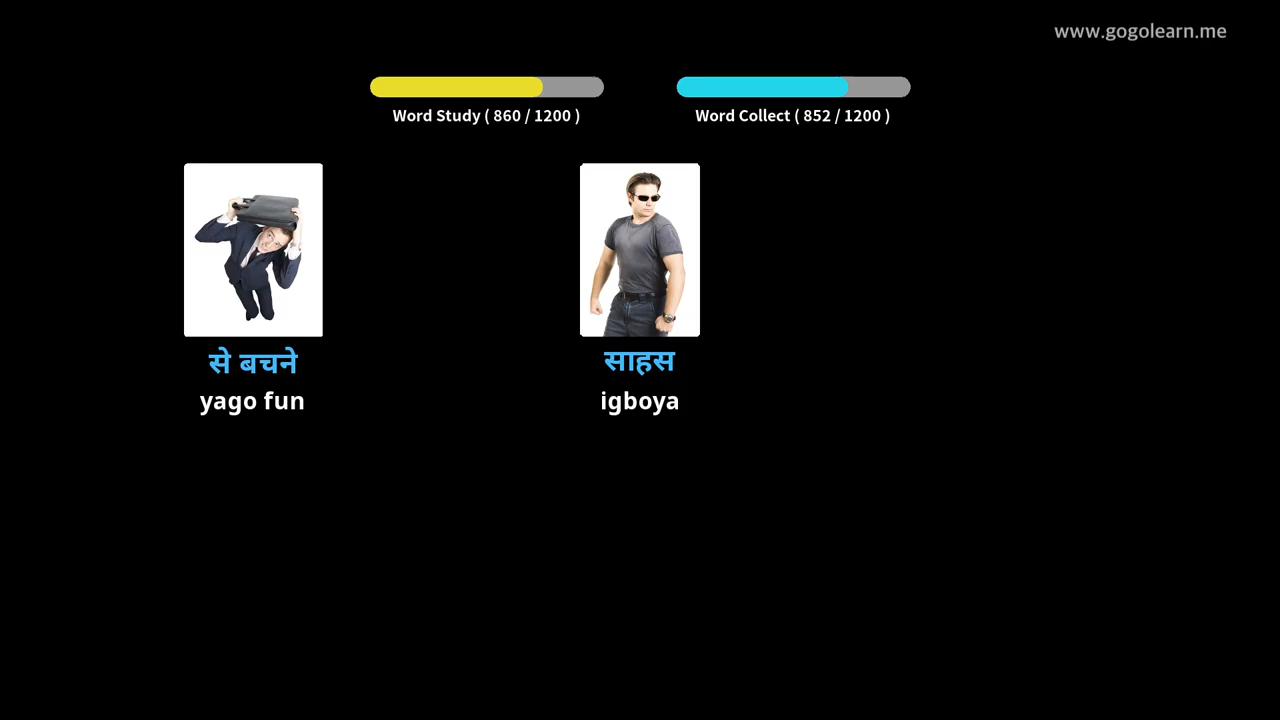 www.gogolearn.me
Word Study ( 860 / 1200 )
Word Collect ( 852 / 1200 )
से बचने
साहस
yago fun
igboya